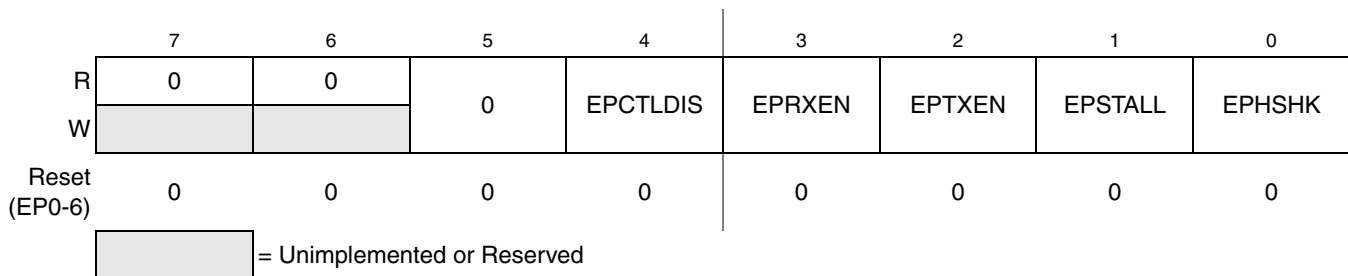 7 6 5 4 3 2 1 0
R 0 0 0 EPCTLDIS EPRXEN EPTXEN EPSTALL EPHSHK
W
Reset (EP0-6) 0 0 0 0 0 0 0 0
= Unimplemented or Reserved